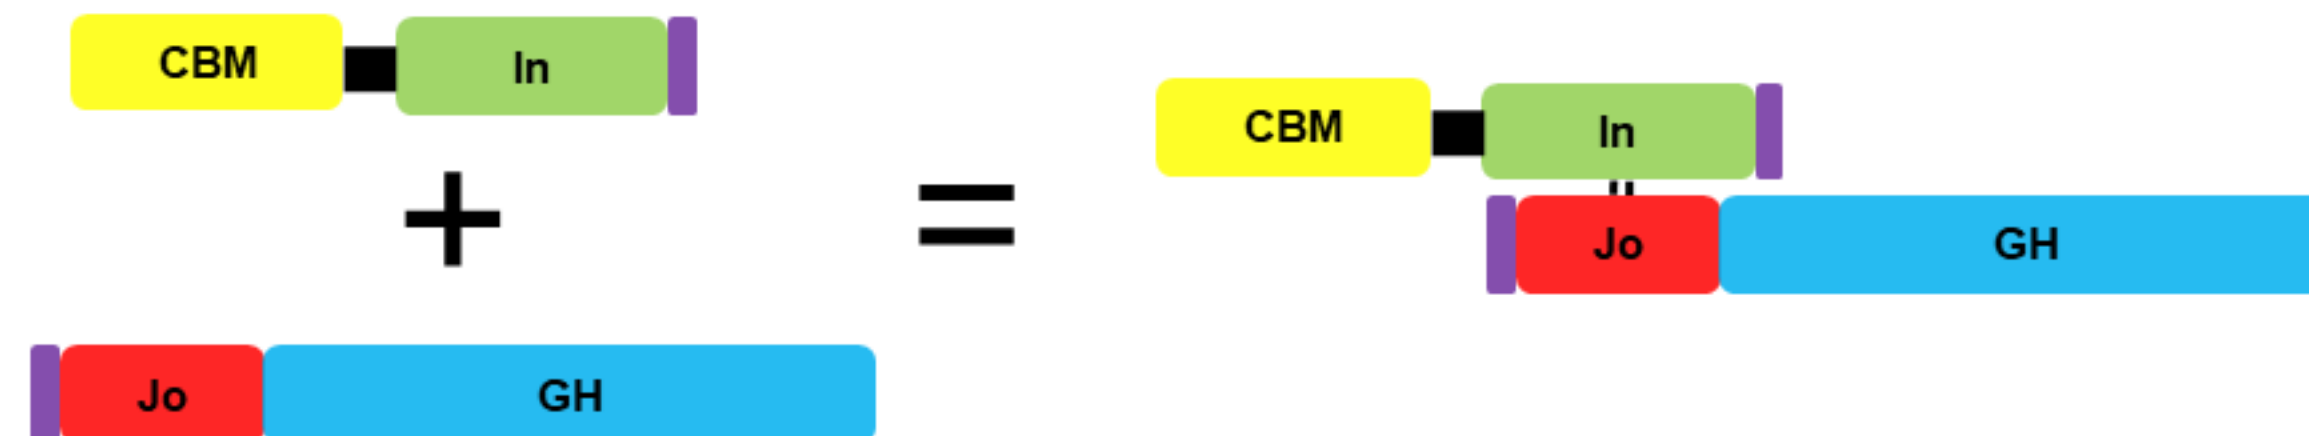 CBM In
+
Jo GH
=
CBM In
Jo GH